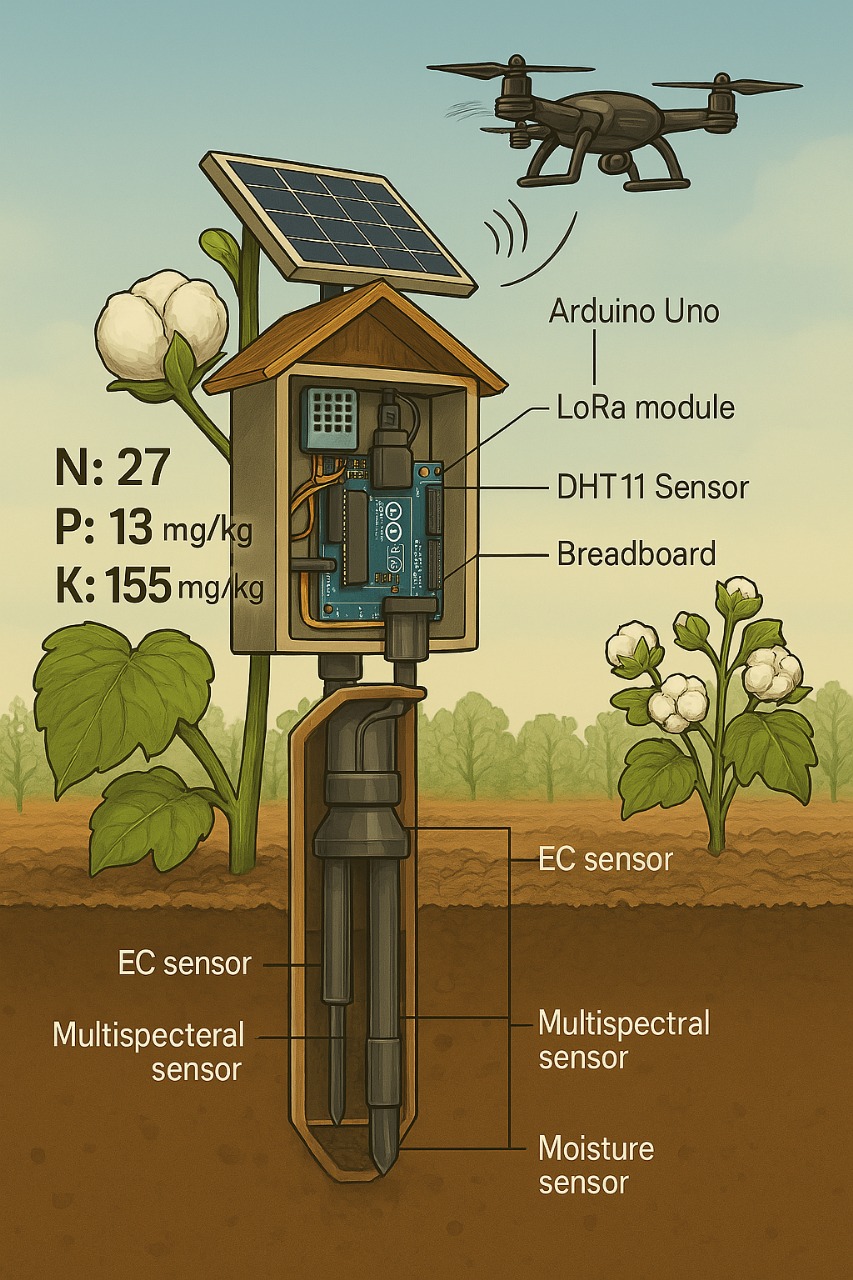 Arduino Uno
LoRa module
N: 27
DHT11 Sensor
P: 13 mg/kg
Breadboard
K: 155 mg/kg
EC sensor
EC sensor
Multispecteral
sensor
Multispectral
sensor
Moisture
sensor